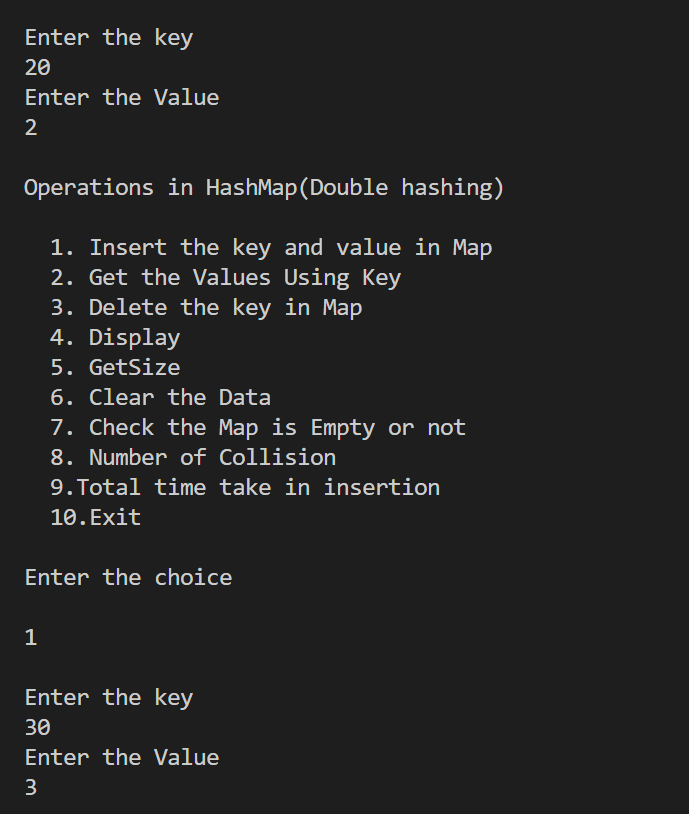 Enter the key
20
Enter the Value
2
Operations in HashMap(Double hashing)
1. Insert the key and value in Map
2. Get the Values Using Key
3. Delete the key in Map
4. Display
5. GetSize
6. Clear the Data
7. Check the Map is Empty or not
8. Number of Collision
9.Total time take in insertion
10.Exit
Enter the choice
1
Enter the key
30
Enter the Value
3